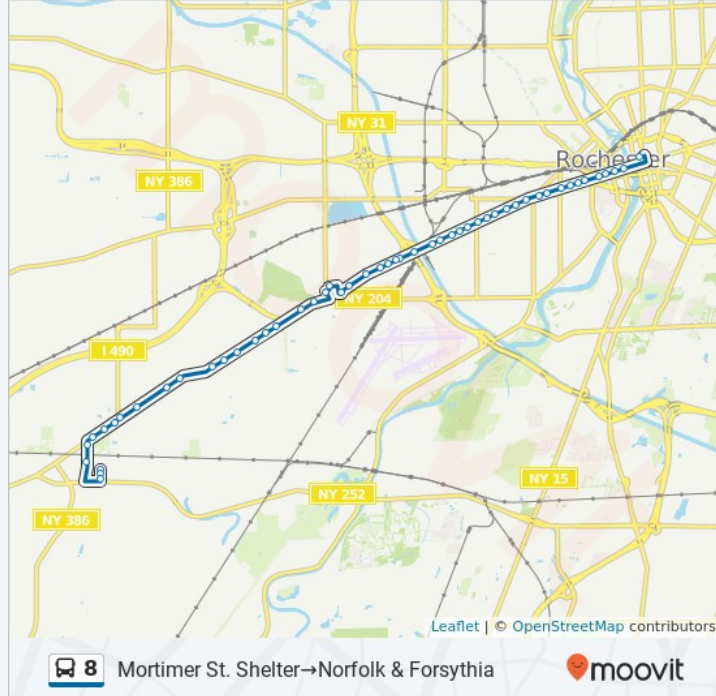 NY 31
Rochester
NY 386
NY 204
I 490
NY 15
NY 252
NY 386
Leaflet | © OpenStreetMap contributors
8 Mortimer St. Shelter→Norfolk & Forsythia
moovit